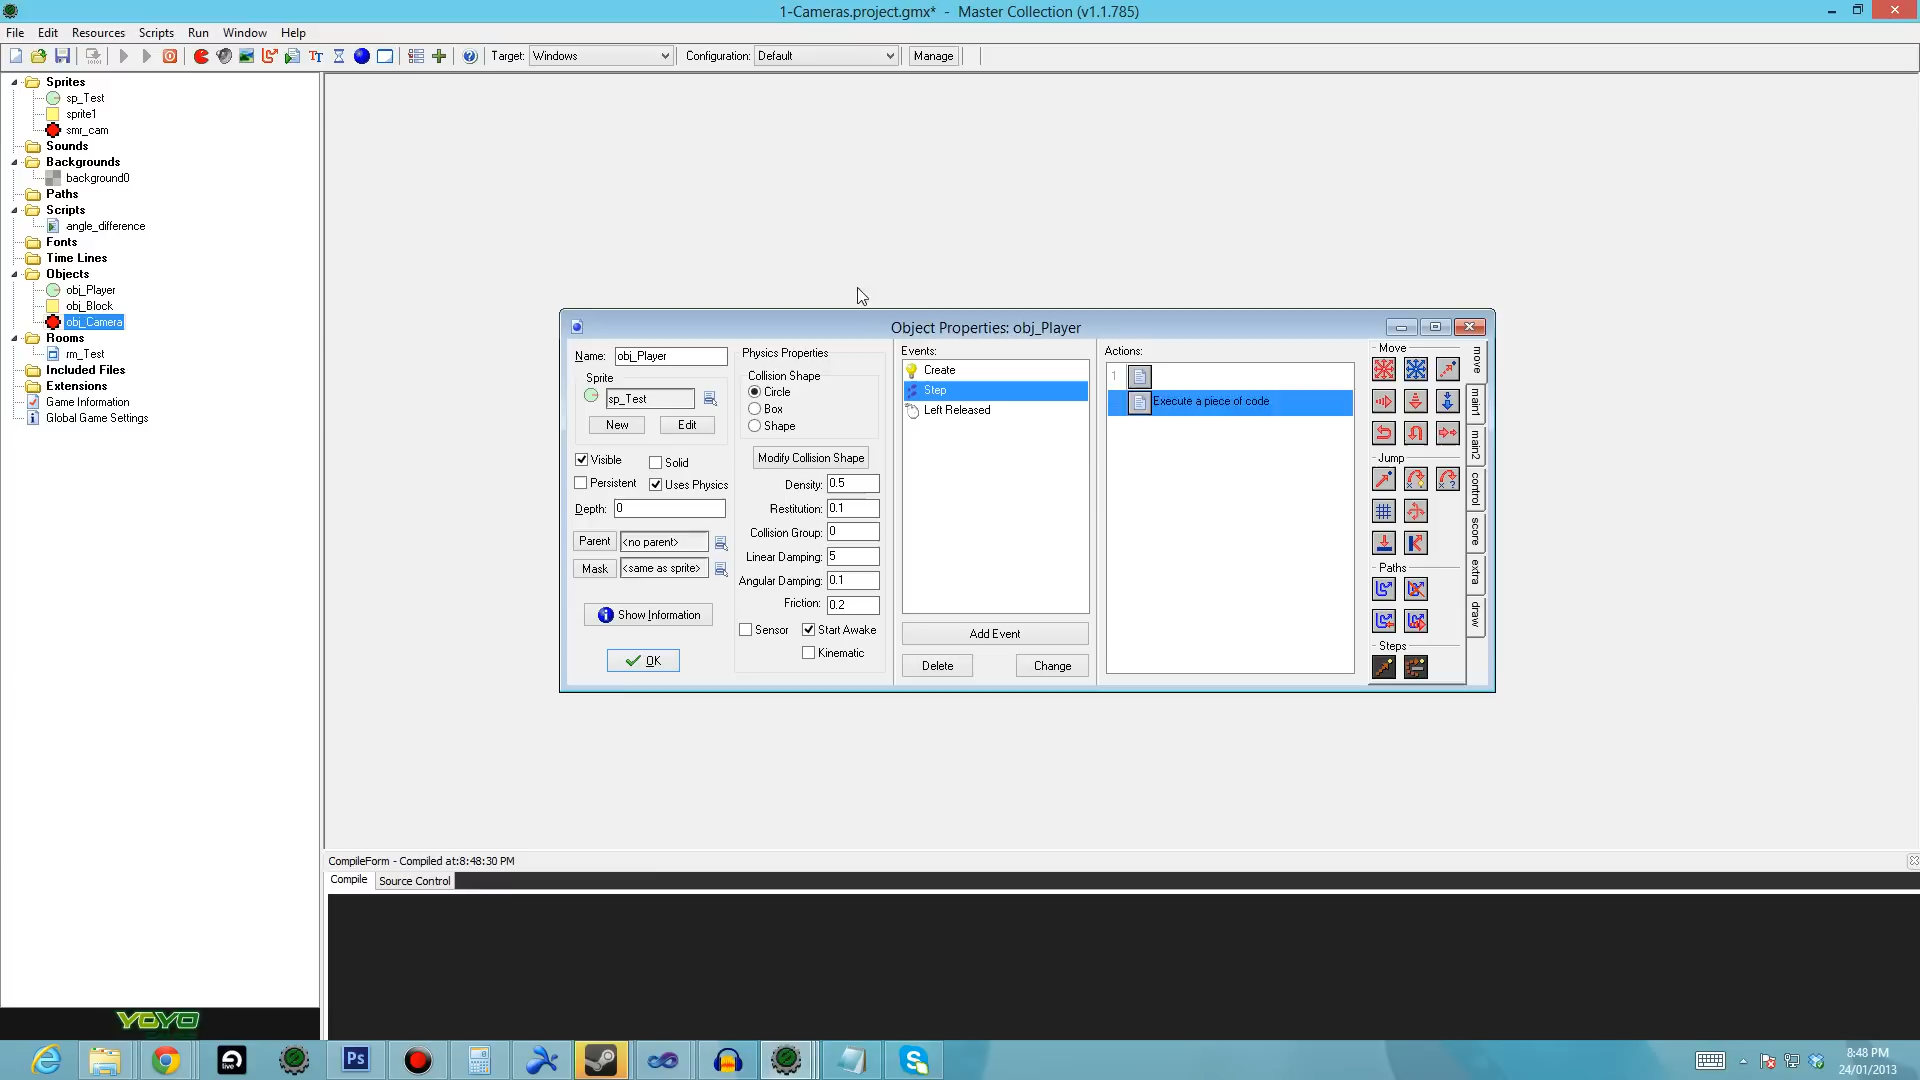 1-Cameras.project.gmx* - Master Collection (v1.1.785)
File Edit Resources Scripts Run Window Help
Target: Windows Configuration: Default Manage
Sprites
sp_Test
sprite1
smr_cam
Sounds
Backgrounds
background0
Paths
Scripts
angle_difference
Fonts
Time Lines
Objects
obj_Player
obj_Block
obj_Camera
Rooms
rm_Test
Included Files
Extensions
Game Information
Global Game Settings
Object Properties: obj_Player
Name: obj_Player
Sprite
sp_Test
New Edit
Visible Solid
Persistent Uses Physics
Depth: 0
Parent <no parent>
Mask <same as sprite>
Show Information
OK
Physics Properties
Collision Shape
Circle
Box
Shape
Modify Collision Shape
Density: 0.5
Restitution: 0.1
Collision Group: 0
Linear Damping: 5
Angular Damping: 0.1
Friction: 0.2
Sensor Start Awake
Kinematic
Events:
Create
Step
Left Released
Add Event
Delete Change
Actions:
1
Execute a piece of code
Move
Jump
Paths
Steps
move
main1
main2
control
score
extra
draw
CompileForm - Compiled at:8:48:30 PM
Compile Source Control
YOYO
live
Ps
8:48 PM
24/01/2013